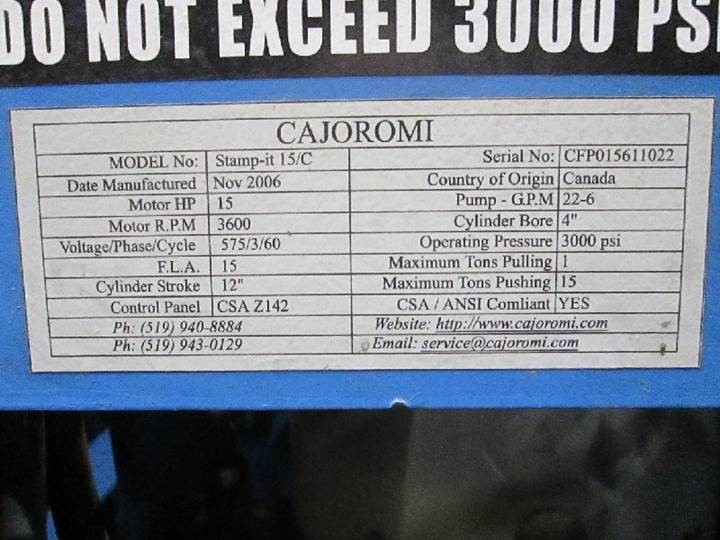 DO NOT EXCEED 3000 PSI
CAJOROMI
MODEL No: Stamp-it 15/C Serial No: CFP015611022
Date Manufactured Nov 2006 Country of Origin Canada
Motor HP 15 Pump - G.P.M 22-6
Motor R.P.M 3600 Cylinder Bore 4"
Voltage/Phase/Cycle 575/3/60 Operating Pressure 3000 psi
F.L.A. 15 Maximum Tons Pulling 1
Cylinder Stroke 12" Maximum Tons Pushing 15
Control Panel CSA Z142 CSA / ANSI Comliant YES
Ph: (519) 940-8884 Website: http://www.cajoromi.com
Ph: (519) 943-0129 Email: service@cajoromi.com